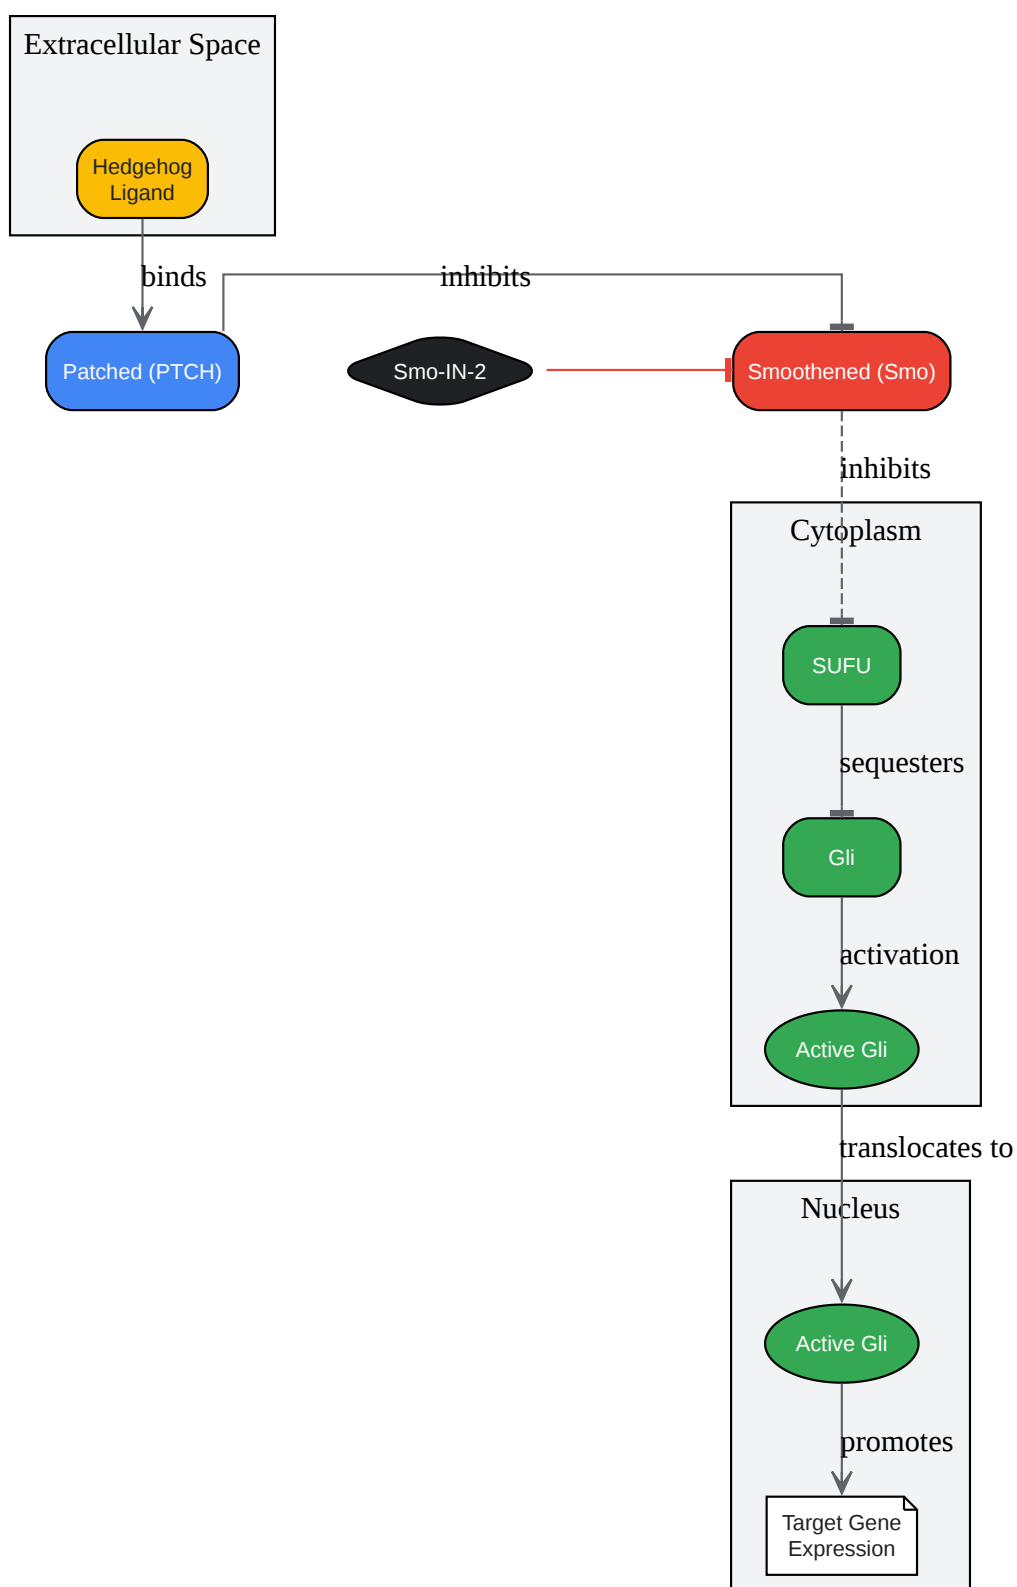 Extracellular Space
Hedgehog
Ligand
binds
inhibits
Patched (PTCH)
Smo-IN-2
Smoothened (Smo)
inhibits
Cytoplasm
SUFU
sequesters
Gli
activation
Active Gli
translocates to
Nucleus
Active Gli
promotes
Target Gene
Expression